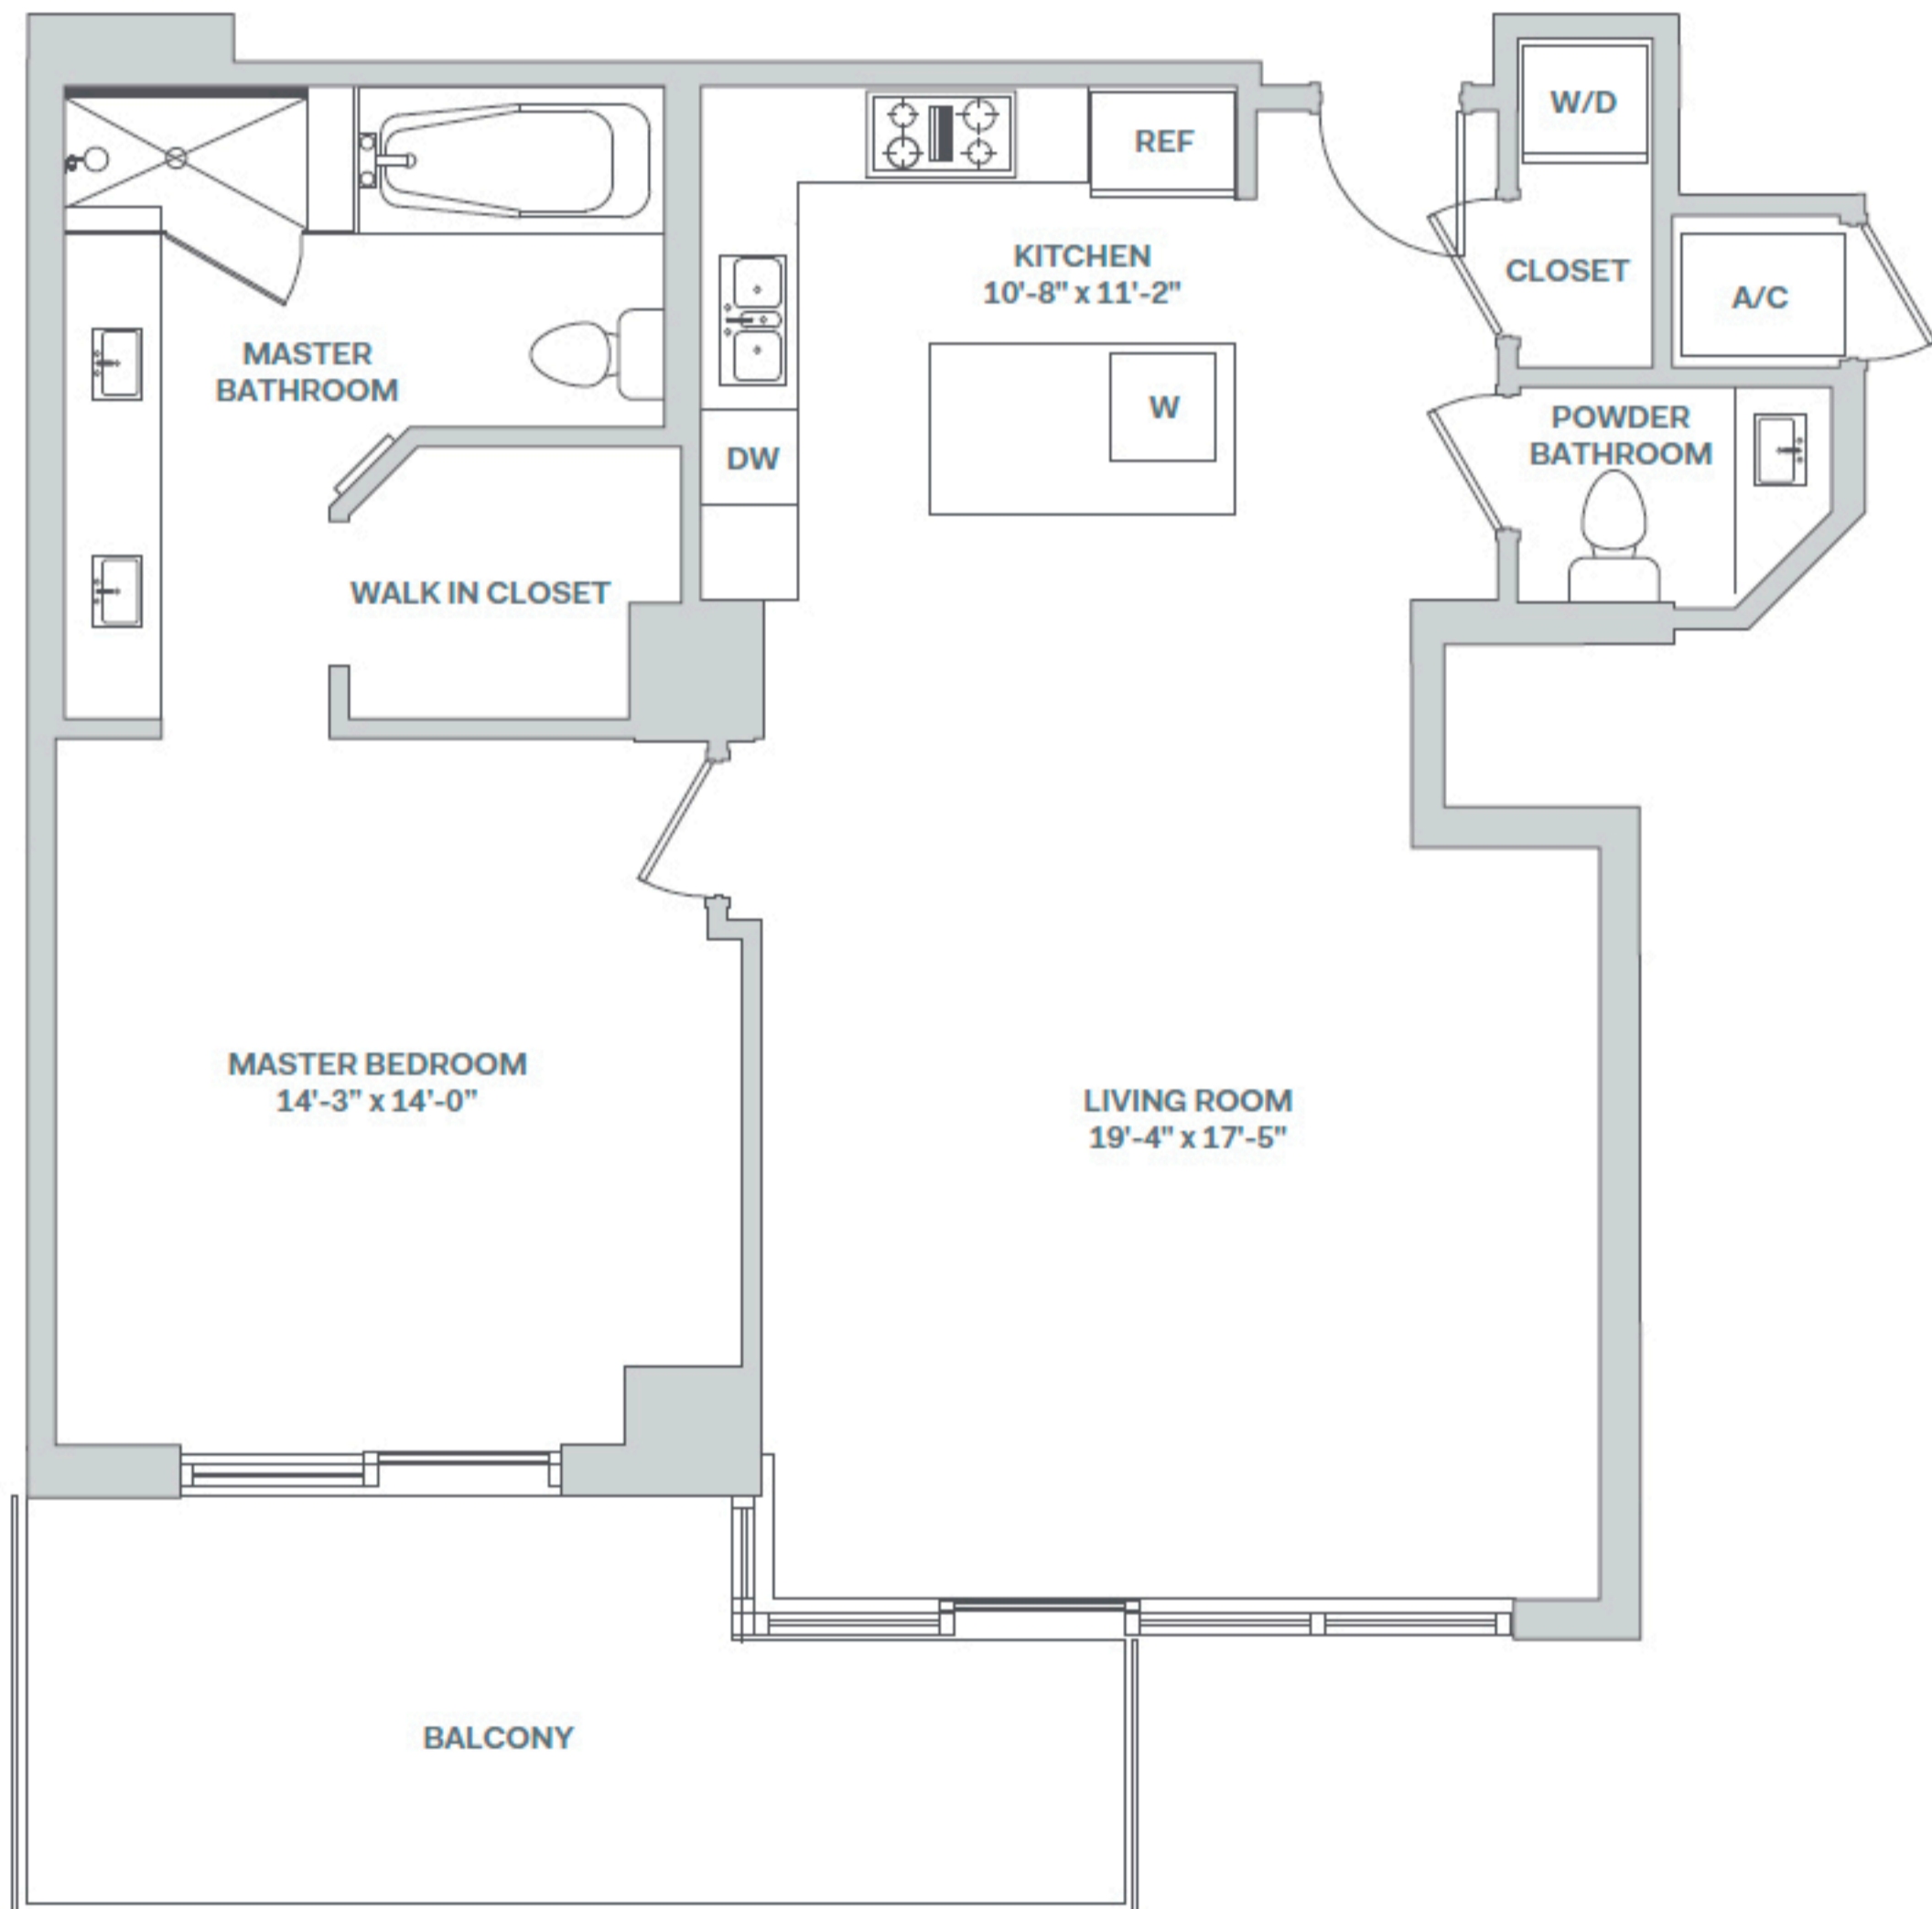 W/D
REF
KITCHEN
10'-8" x 11'-2"
CLOSET
A/C
MASTER
BATHROOM
W
POWDER
BATHROOM
DW
WALK IN CLOSET
MASTER BEDROOM
14'-3” x 14’-0”
LIVING ROOM
19'-4" x 17'-5"
BALCONY